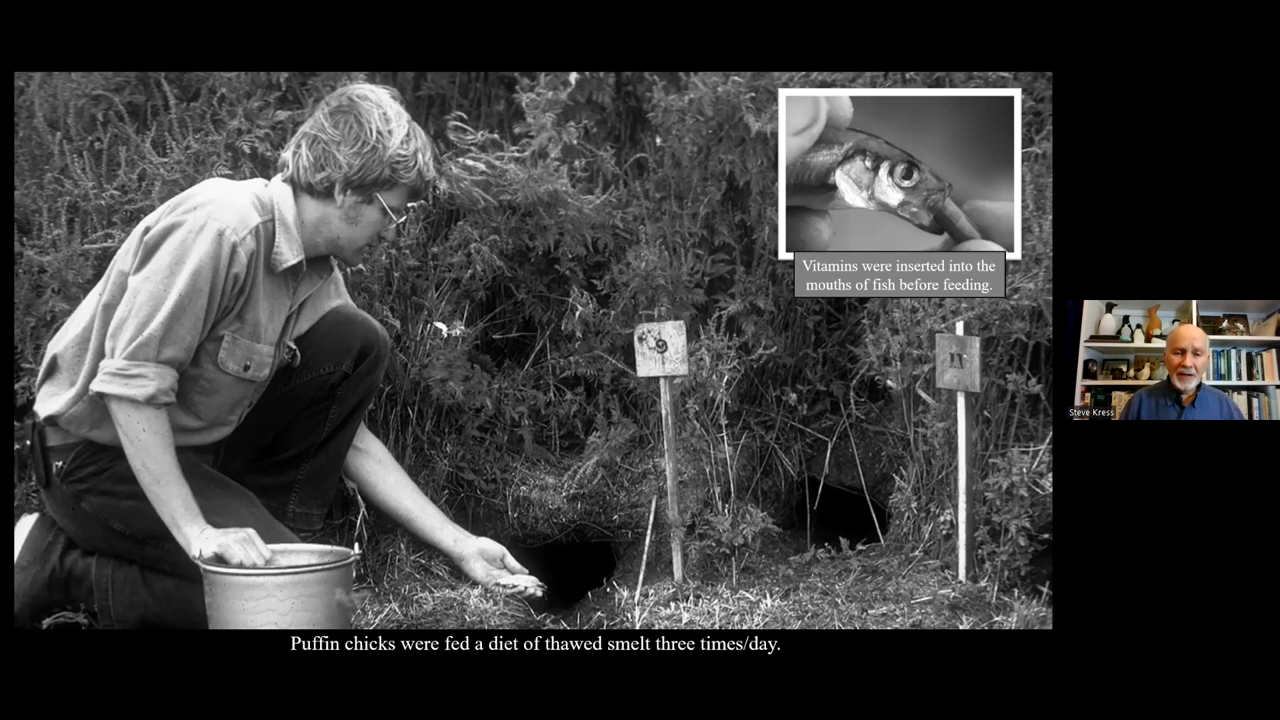 Vitamins were inserted into the
mouths of fish before feeding.
9
Steve Kress
Puffin chicks were fed a diet of thawed smelt three times/day.